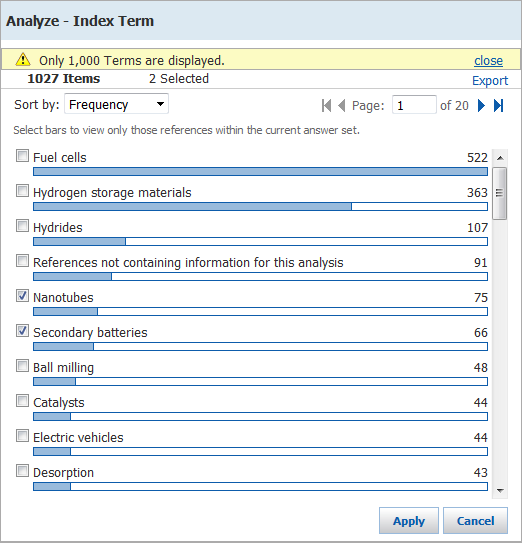 Analyze - Index Term
Only 1,000 Terms are displayed. close
1027 Items 2 Selected Export
Sort by: Frequency Page: 1 of 20
Select bars to view only those references within the current answer set.
Fuel cells 522
Hydrogen storage materials 363
Hydrides 107
References not containing information for this analysis 91
Nanotubes 75
Secondary batteries 66
Ball milling 48
Catalysts 44
Electric vehicles 44
Desorption 43
Apply Cancel